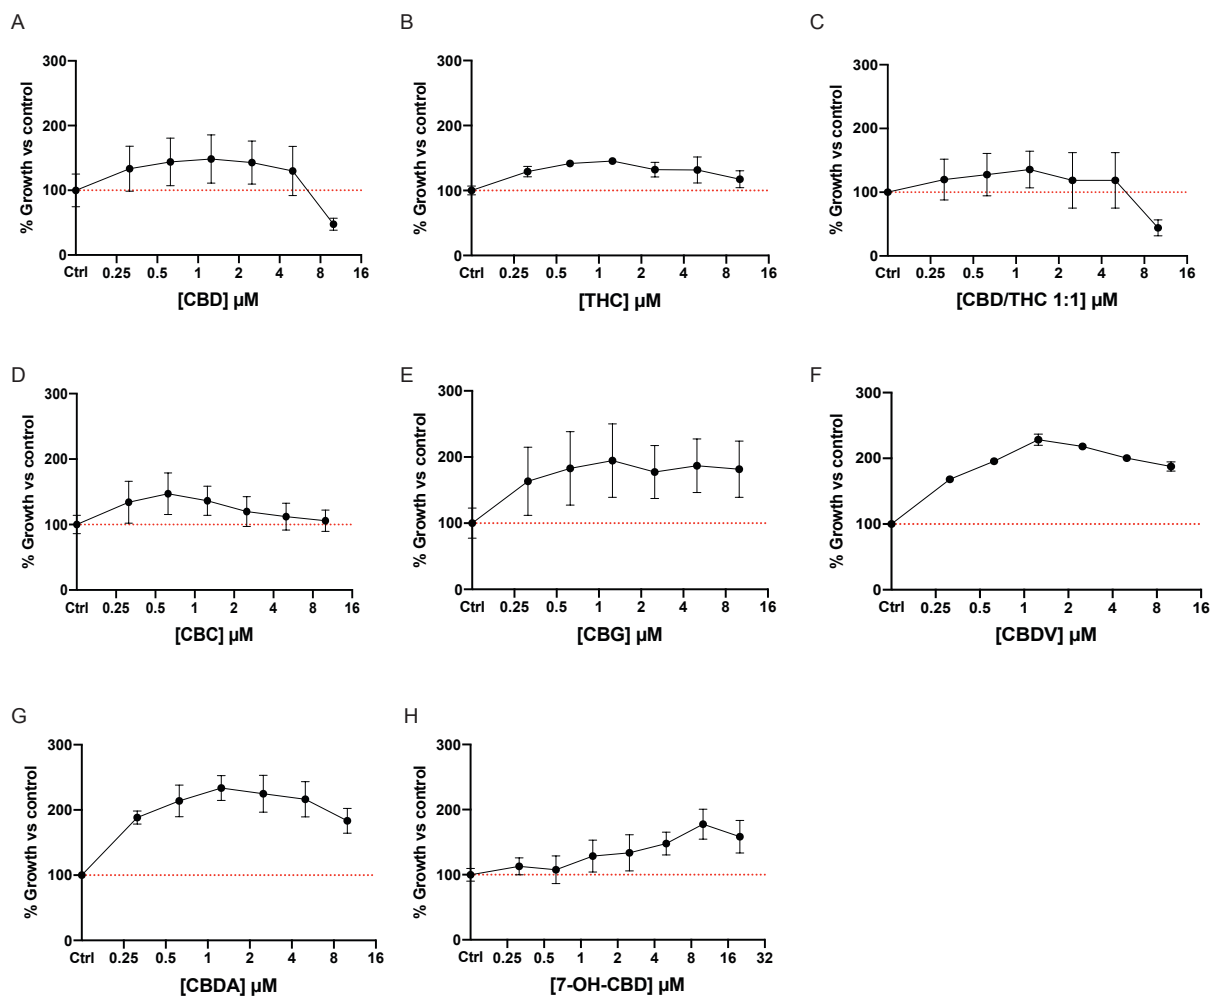 A
% Growth vs control
300
200
100
0
Ctrl 0.25 0.5 1 2 4 8 16
[CBD] µM
B
% Growth vs control
300
200
100
0
Ctrl 0.25 0.5 1 2 4 8 16
[THC] µM
C
% Growth vs control
300
200
100
0
Ctrl 0.25 0.5 1 2 4 8 16
[CBD/THC 1:1] µM
D
% Growth vs control
300
200
100
0
Ctrl 0.25 0.5 1 2 4 8 16
[CBC] µM
E
% Growth vs control
300
200
100
0
Ctrl 0.25 0.5 1 2 4 8 16
[CBG] µM
F
% Growth vs control
300
200
100
0
Ctrl 0.25 0.5 1 2 4 8 16
[CBDV] µM
G
% Growth vs control
300
200
100
0
Ctrl 0.25 0.5 1 2 4 8 16
[CBDA] µM
H
% Growth vs control
300
200
100
0
Ctrl 0.25 0.5 1 2 4 8 16 32
[7-OH-CBD] µM